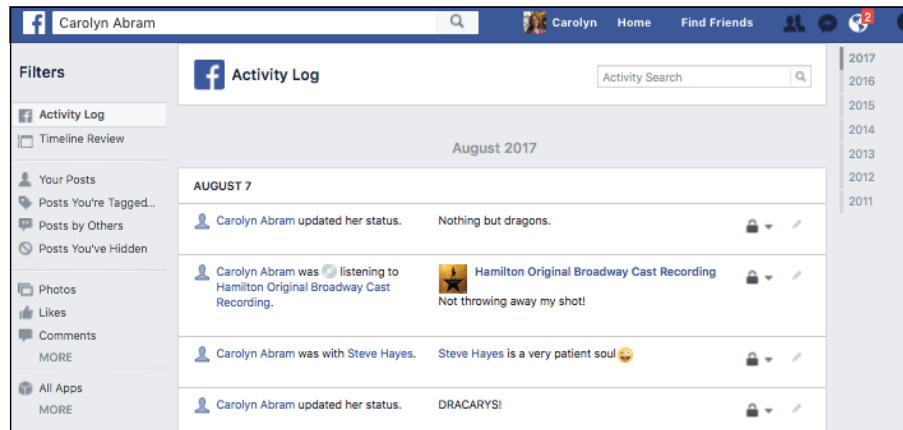 Carolyn Abram
Carolyn Home Find Friends 2
Filters
Activity Log
Timeline Review
Your Posts
Posts You're Tagged...
Posts by Others
Posts You've Hidden
Photos
Likes
Comments
MORE
All Apps
MORE
Activity Log
Activity Search
August 2017
AUGUST 7
Carolyn Abram updated her status.
Nothing but dragons.
Carolyn Abram was listening to
Hamilton Original Broadway Cast
Recording.
Hamilton Original Broadway Cast Recording
Not throwing away my shot!
Carolyn Abram was with Steve Hayes.
Steve Hayes is a very patient soul😜
Carolyn Abram updated her status.
DRACARYS!
2017
2016
2015
2014
2013
2012
2011